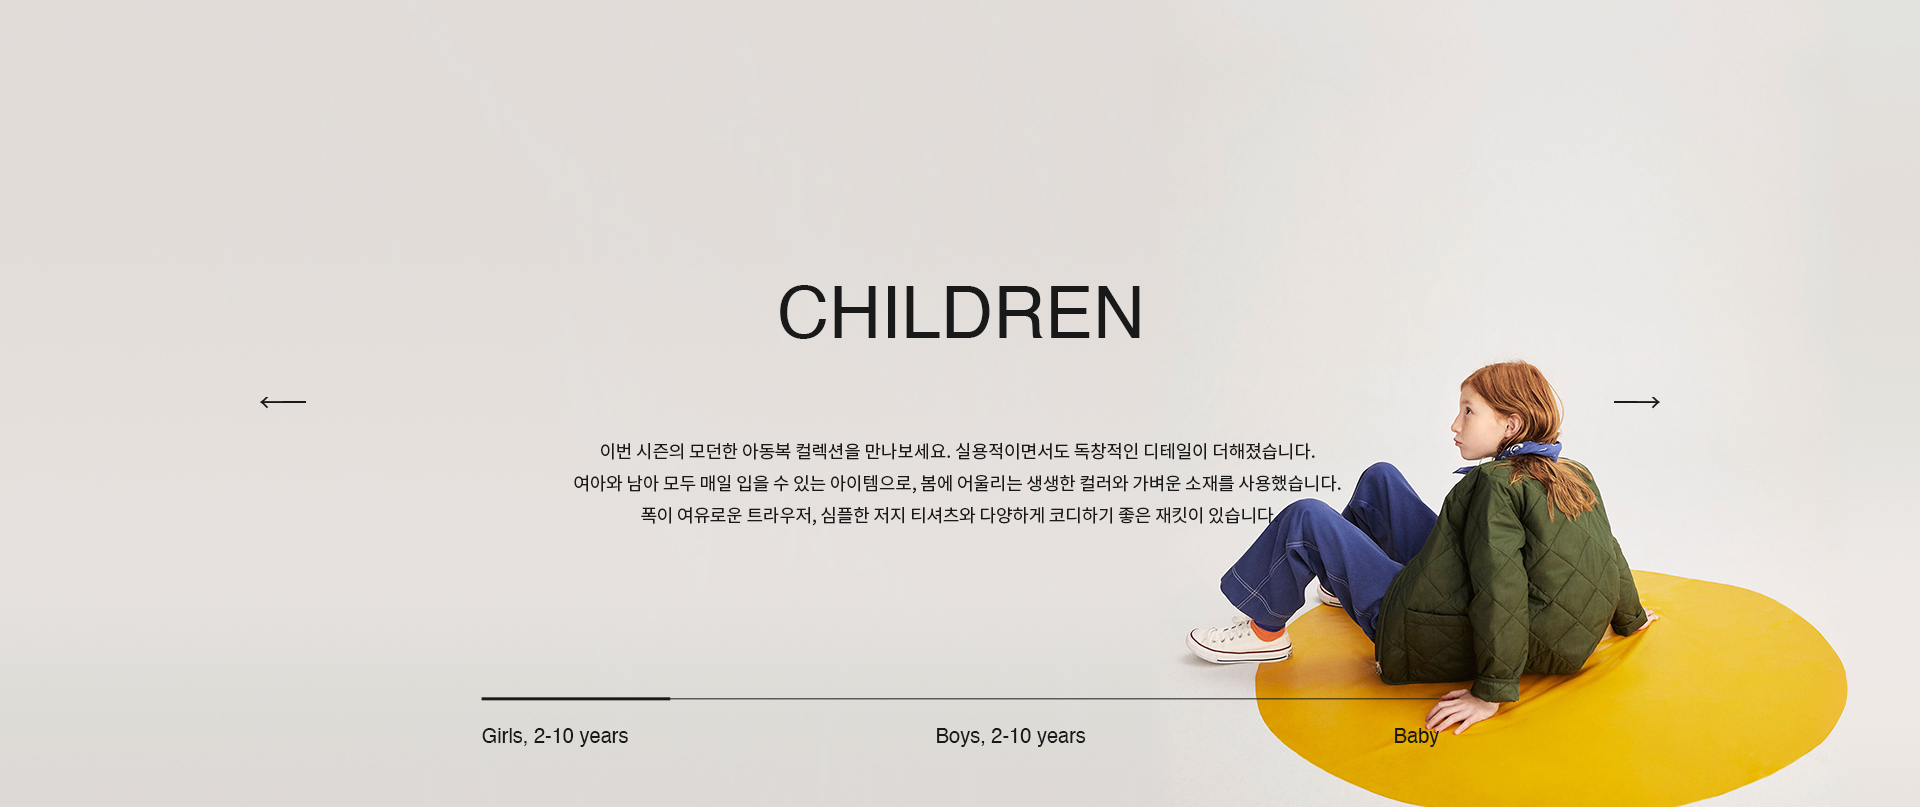 CHILDREN
이번 시즌의 모던한 아동복 컬렉션을 만나보세요. 실용적이면서도 독창적인 디테일이 더해졌습니다.
여아와 남아 모두 매일 입을 수 있는 아이템으로, 봄에 어울리는 생생한 컬러와 가벼운 소재를 사용했습니다.
폭이 여유로운 트라우저, 심플한 저지 티셔츠와 다양하게 코디하기 좋은 재킷이 있습니다
Girls, 2-10 years
Boys, 2-10 years
Baby